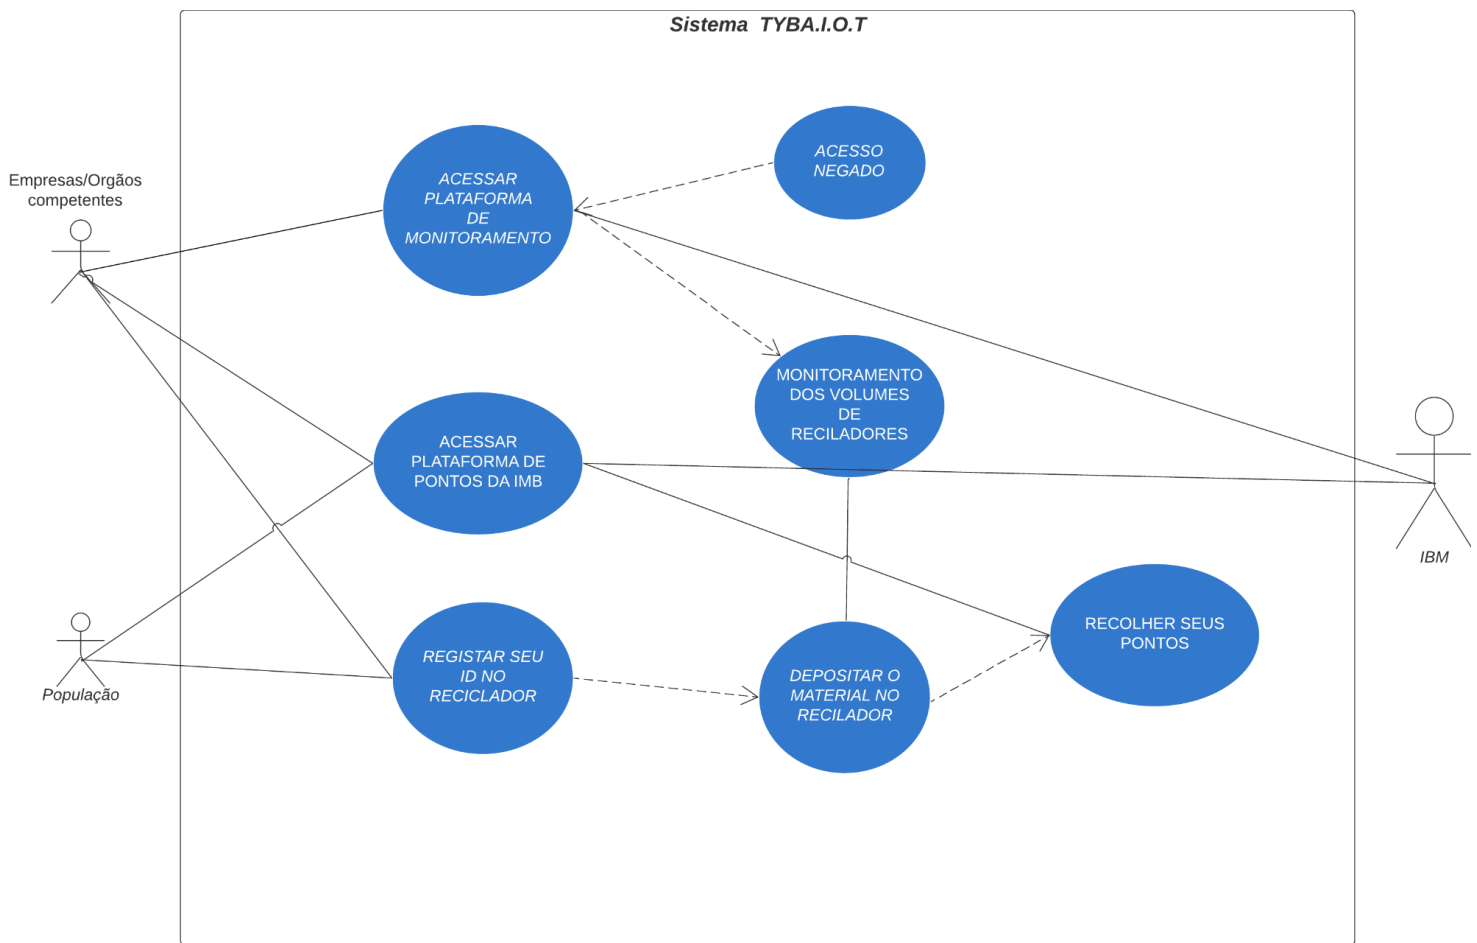 Sistema TYBA.I.O.T
Empresas/Orgãos
competentes
ACESSAR
PLATAFORMA
DE
MONITORAMENTO
ACESSO
NEGADO
MONITORAMENTO
DOS VOLUMES
DE
RECILADORES
ACESSAR
PLATAFORMA DE
PONTOS DA IMB
IBM
População
REGISTAR SEU
ID NO
RECICLADOR
DEPOSITAR O
MATERIAL NO
RECILADOR
RECOLHER SEUS
PONTOS